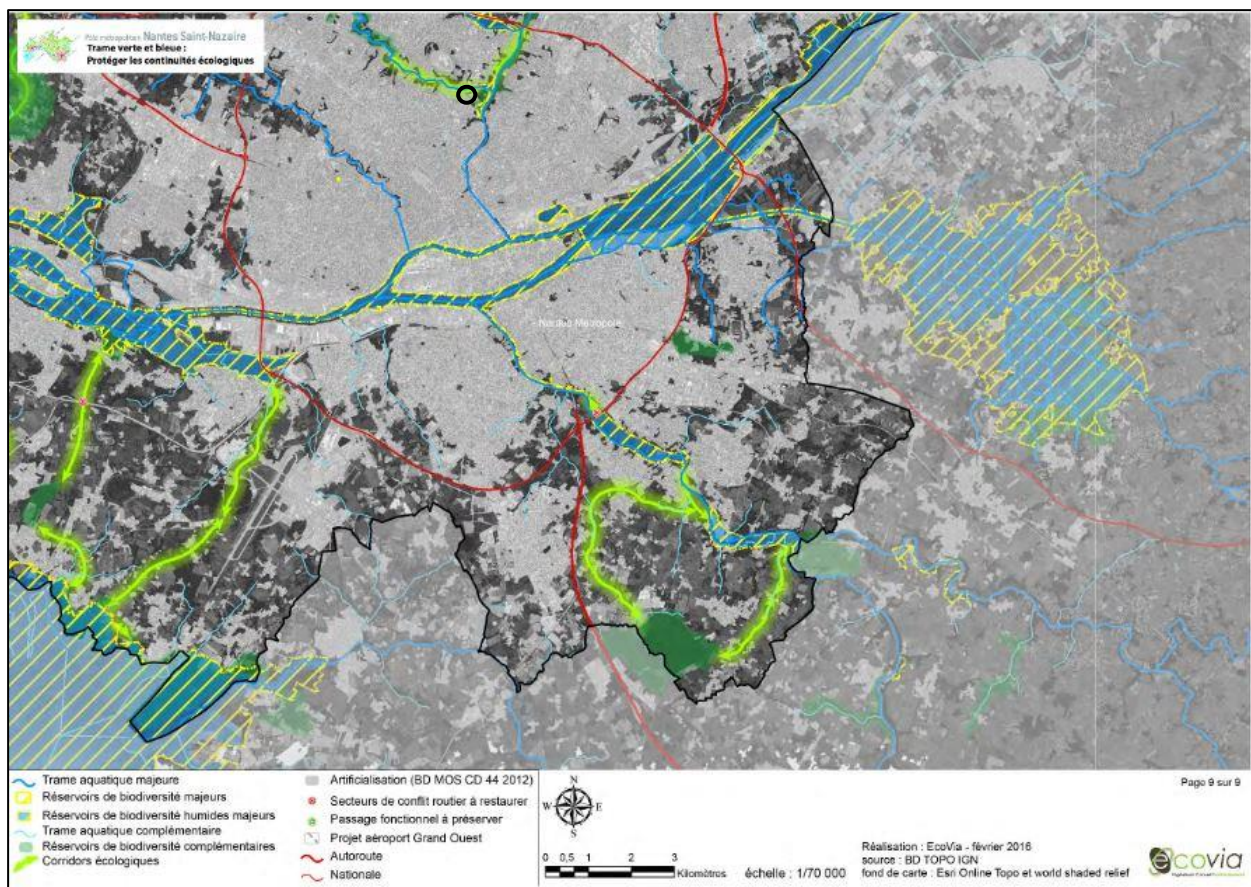 Pôle métropolitain Nantes Saint-Nazaire
Trame verte et bleue :
Protéger les continuités écologiques
Nantes Métropole
Trame aquatique majeure
Réservoirs de biodiversité majeurs
Réservoirs de biodiversité humides majeurs
Trame aquatique complémentaire
Réservoirs de biodiversité complémentaires
Corridors écologiques
Artificialisation (BD MOS CD 44 2012)
Secteurs de conflit routier à restaurer
Passage fonctionnel à préserver
Projet aéroport Grand Ouest
Autoroute
Nationale
N
W E
S
0 0,5 1 2 3
Kilomètres
échelle : 1/70 000
Page 9 sur 9
Réalisation : EcoVia - février 2016
source : BD TOPO IGN
fond de carte : Esri Online Topo et world shaded relief
ecovia